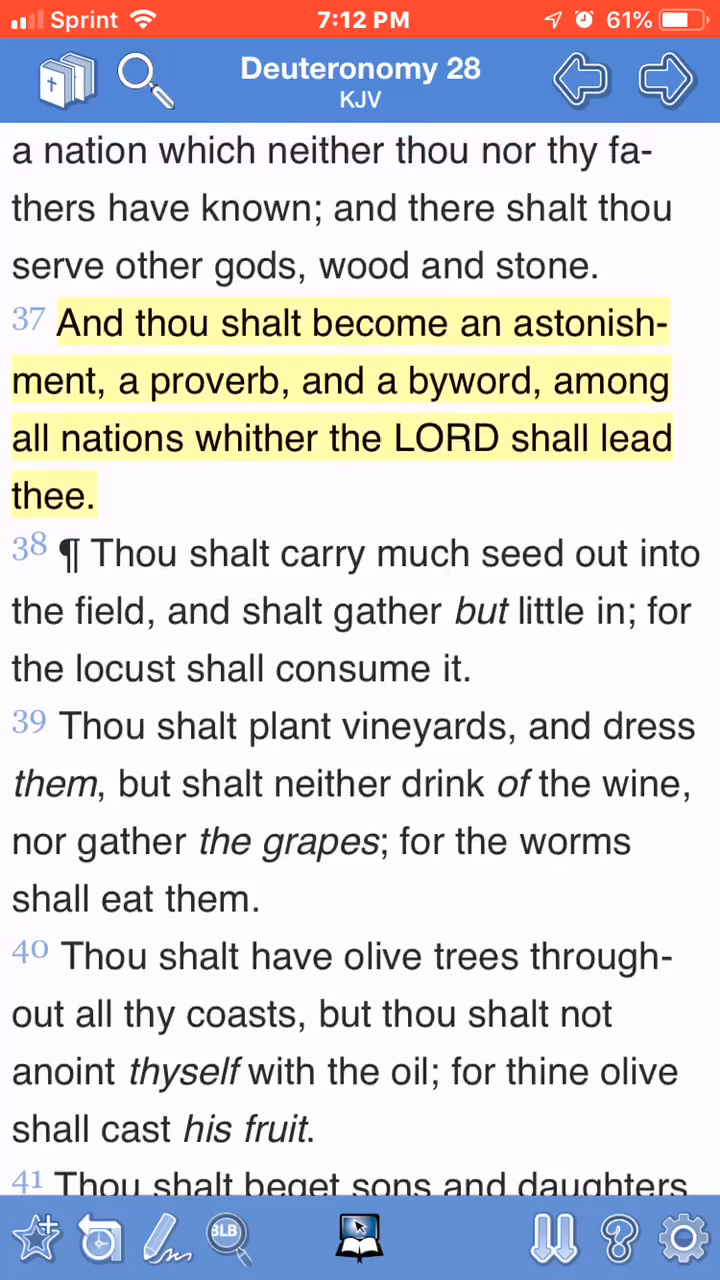 Sprint 7:12 PM 61%
Deuteronomy 28
KJV
a nation which neither thou nor thy fa-
thers have known; and there shalt thou
serve other gods, wood and stone.
37 And thou shalt become an astonish-
ment, a proverb, and a byword, among
all nations whither the LORD shall lead
thee.
38 ¶ Thou shalt carry much seed out into
the field, and shalt gather but little in; for
the locust shall consume it.
39 Thou shalt plant vineyards, and dress
them, but shalt neither drink of the wine,
nor gather the grapes; for the worms
shall eat them.
40 Thou shalt have olive trees through-
out all thy coasts, but thou shalt not
anoint thyself with the oil; for thine olive
shall cast his fruit.
41 Thou shalt beget sons and daughters
BLB